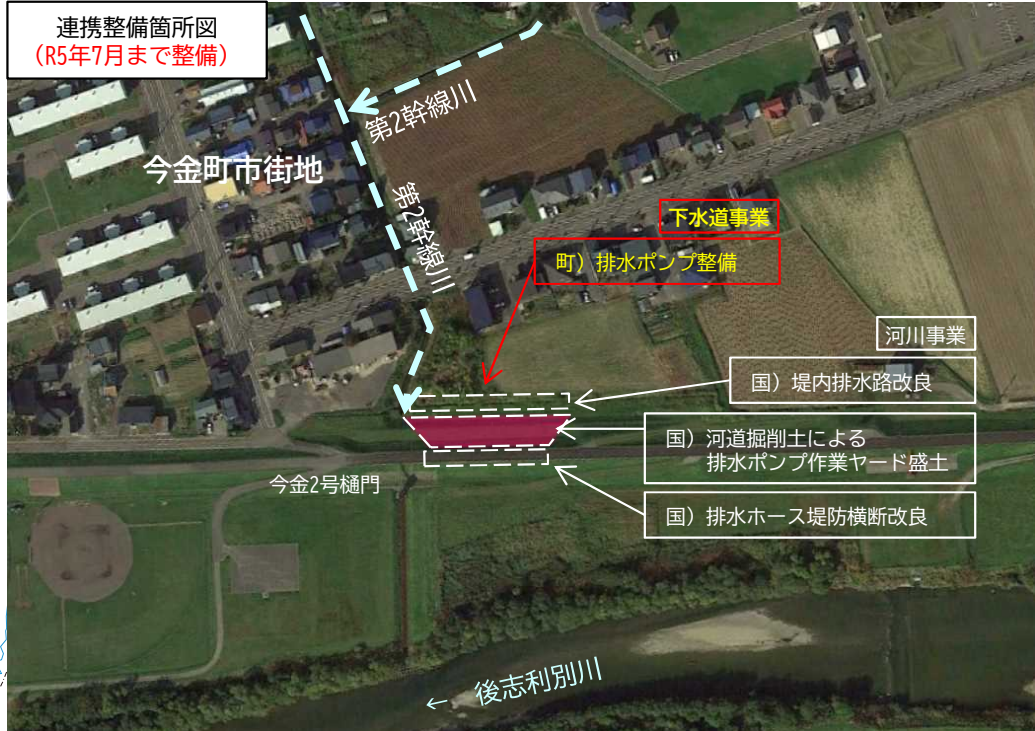 連携整備箇所図
（R5年7月まで整備）
第2幹線川
今金町市街地
第2幹線川
下水道事業
町）排水ポンプ整備
河川事業
国）堤内排水路改良
国）河道掘削土による
排水ポンプ作業ヤード盛土
今金2号樋門
国）排水ホース堤防横断改良
← 後志利別川